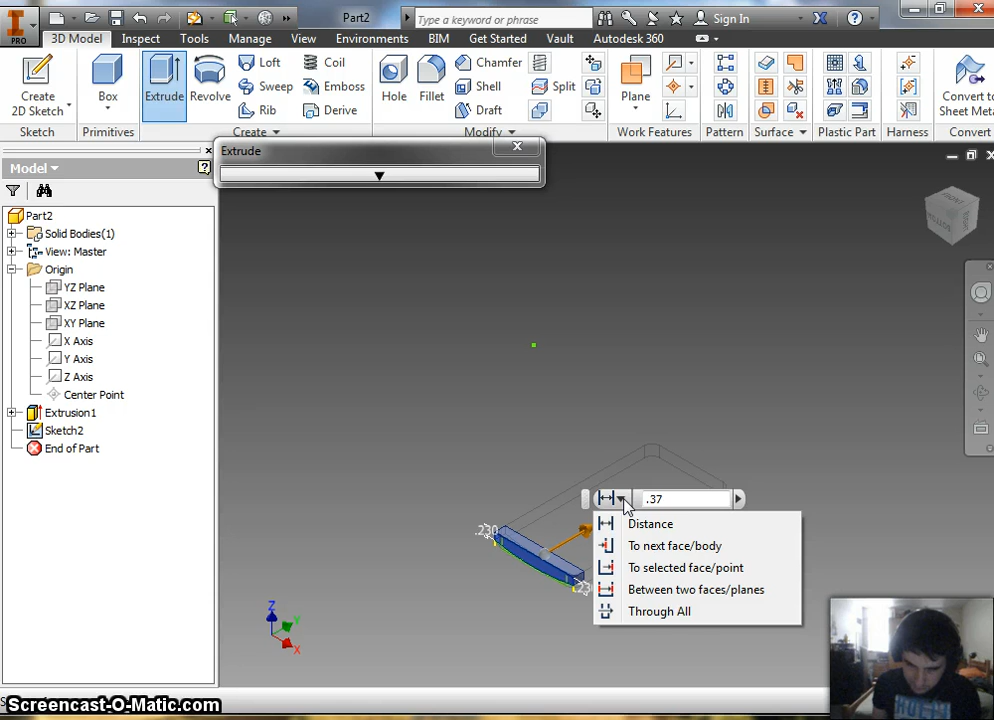 Part2
Type a keyword or phrase
Sign In
PRO
3D Model
Inspect
Tools
Manage
View
Environments
BIM
Get Started
Vault
Autodesk 360
Create
2D Sketch
Box
Extrude
Revolve
Loft
Sweep
Rib
Coil
Emboss
Derive
Hole
Fillet
Chamfer
Shell
Draft
Split
Plane
Convert to
Sheet Meta
Sketch
Primitives
Create
Modify
Work Features
Pattern
Surface
Plastic Part
Harness
Convert
Extrude
Model
Part2
Solid Bodies(1)
View: Master
Origin
YZ Plane
XZ Plane
XY Plane
X Axis
Y Axis
Z Axis
Center Point
Extrusion1
Sketch2
End of Part
.37
Distance
To next face/body
To selected face/point
Between two faces/planes
Through All
.230
Z
Y
X
Screencast-O-Matic.com